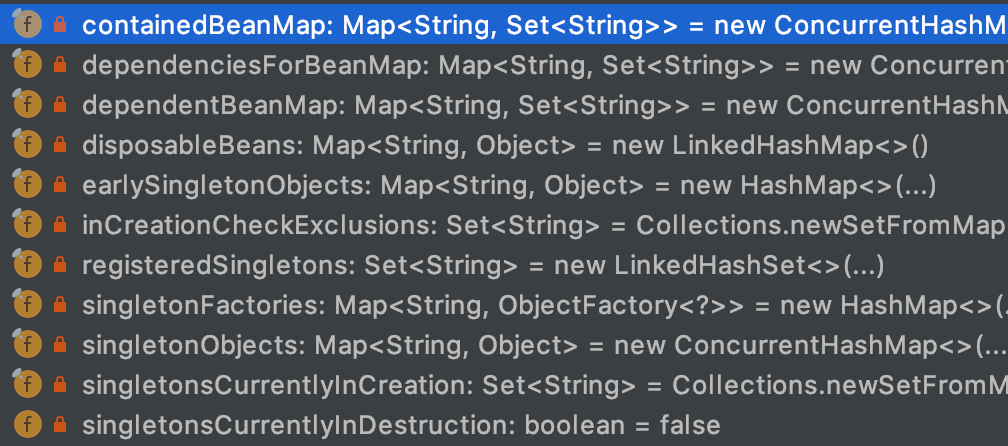 containedBeanMap: Map<String, Set<String>> = new ConcurrentHashM
dependenciesForBeanMap: Map<String, Set<String>> = new Concurrent
dependentBeanMap: Map<String, Set<String>> = new ConcurrentHashM
disposableBeans: Map<String, Object> = new LinkedHashMap<>()
earlySingletonObjects: Map<String, Object> = new HashMap<>(...)
inCreationCheckExclusions: Set<String> = Collections.newSetFromMap
registeredSingletons: Set<String> = new LinkedHashSet<>(...)
singletonFactories: Map<String, ObjectFactory<?>> = new HashMap<>(.
singletonObjects: Map<String, Object> = new ConcurrentHashMap<>(...
singletonsCurrentlyInCreation: Set<String> = Collections.newSetFromM
singletonsCurrentlyInDestruction: boolean = false